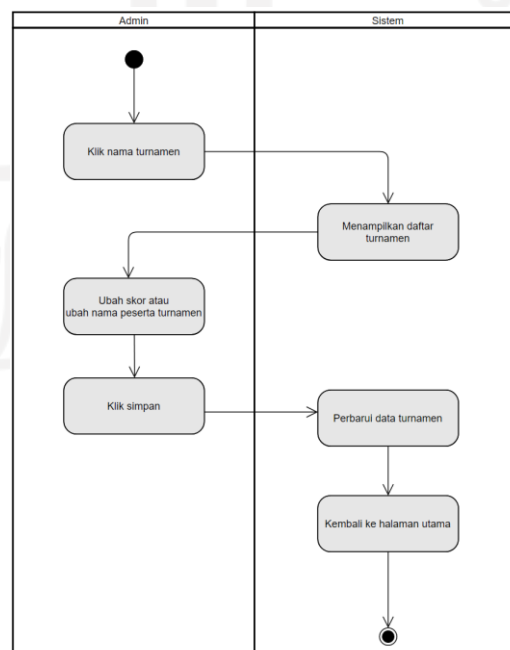 Admin
Sistem
Klik nama turnamen
Menampilkan daftar
turnamen
Ubah skor atau
ubah nama peserta turnamen
Klik simpan
Perbarui data turnamen
Kembali ke halaman utama